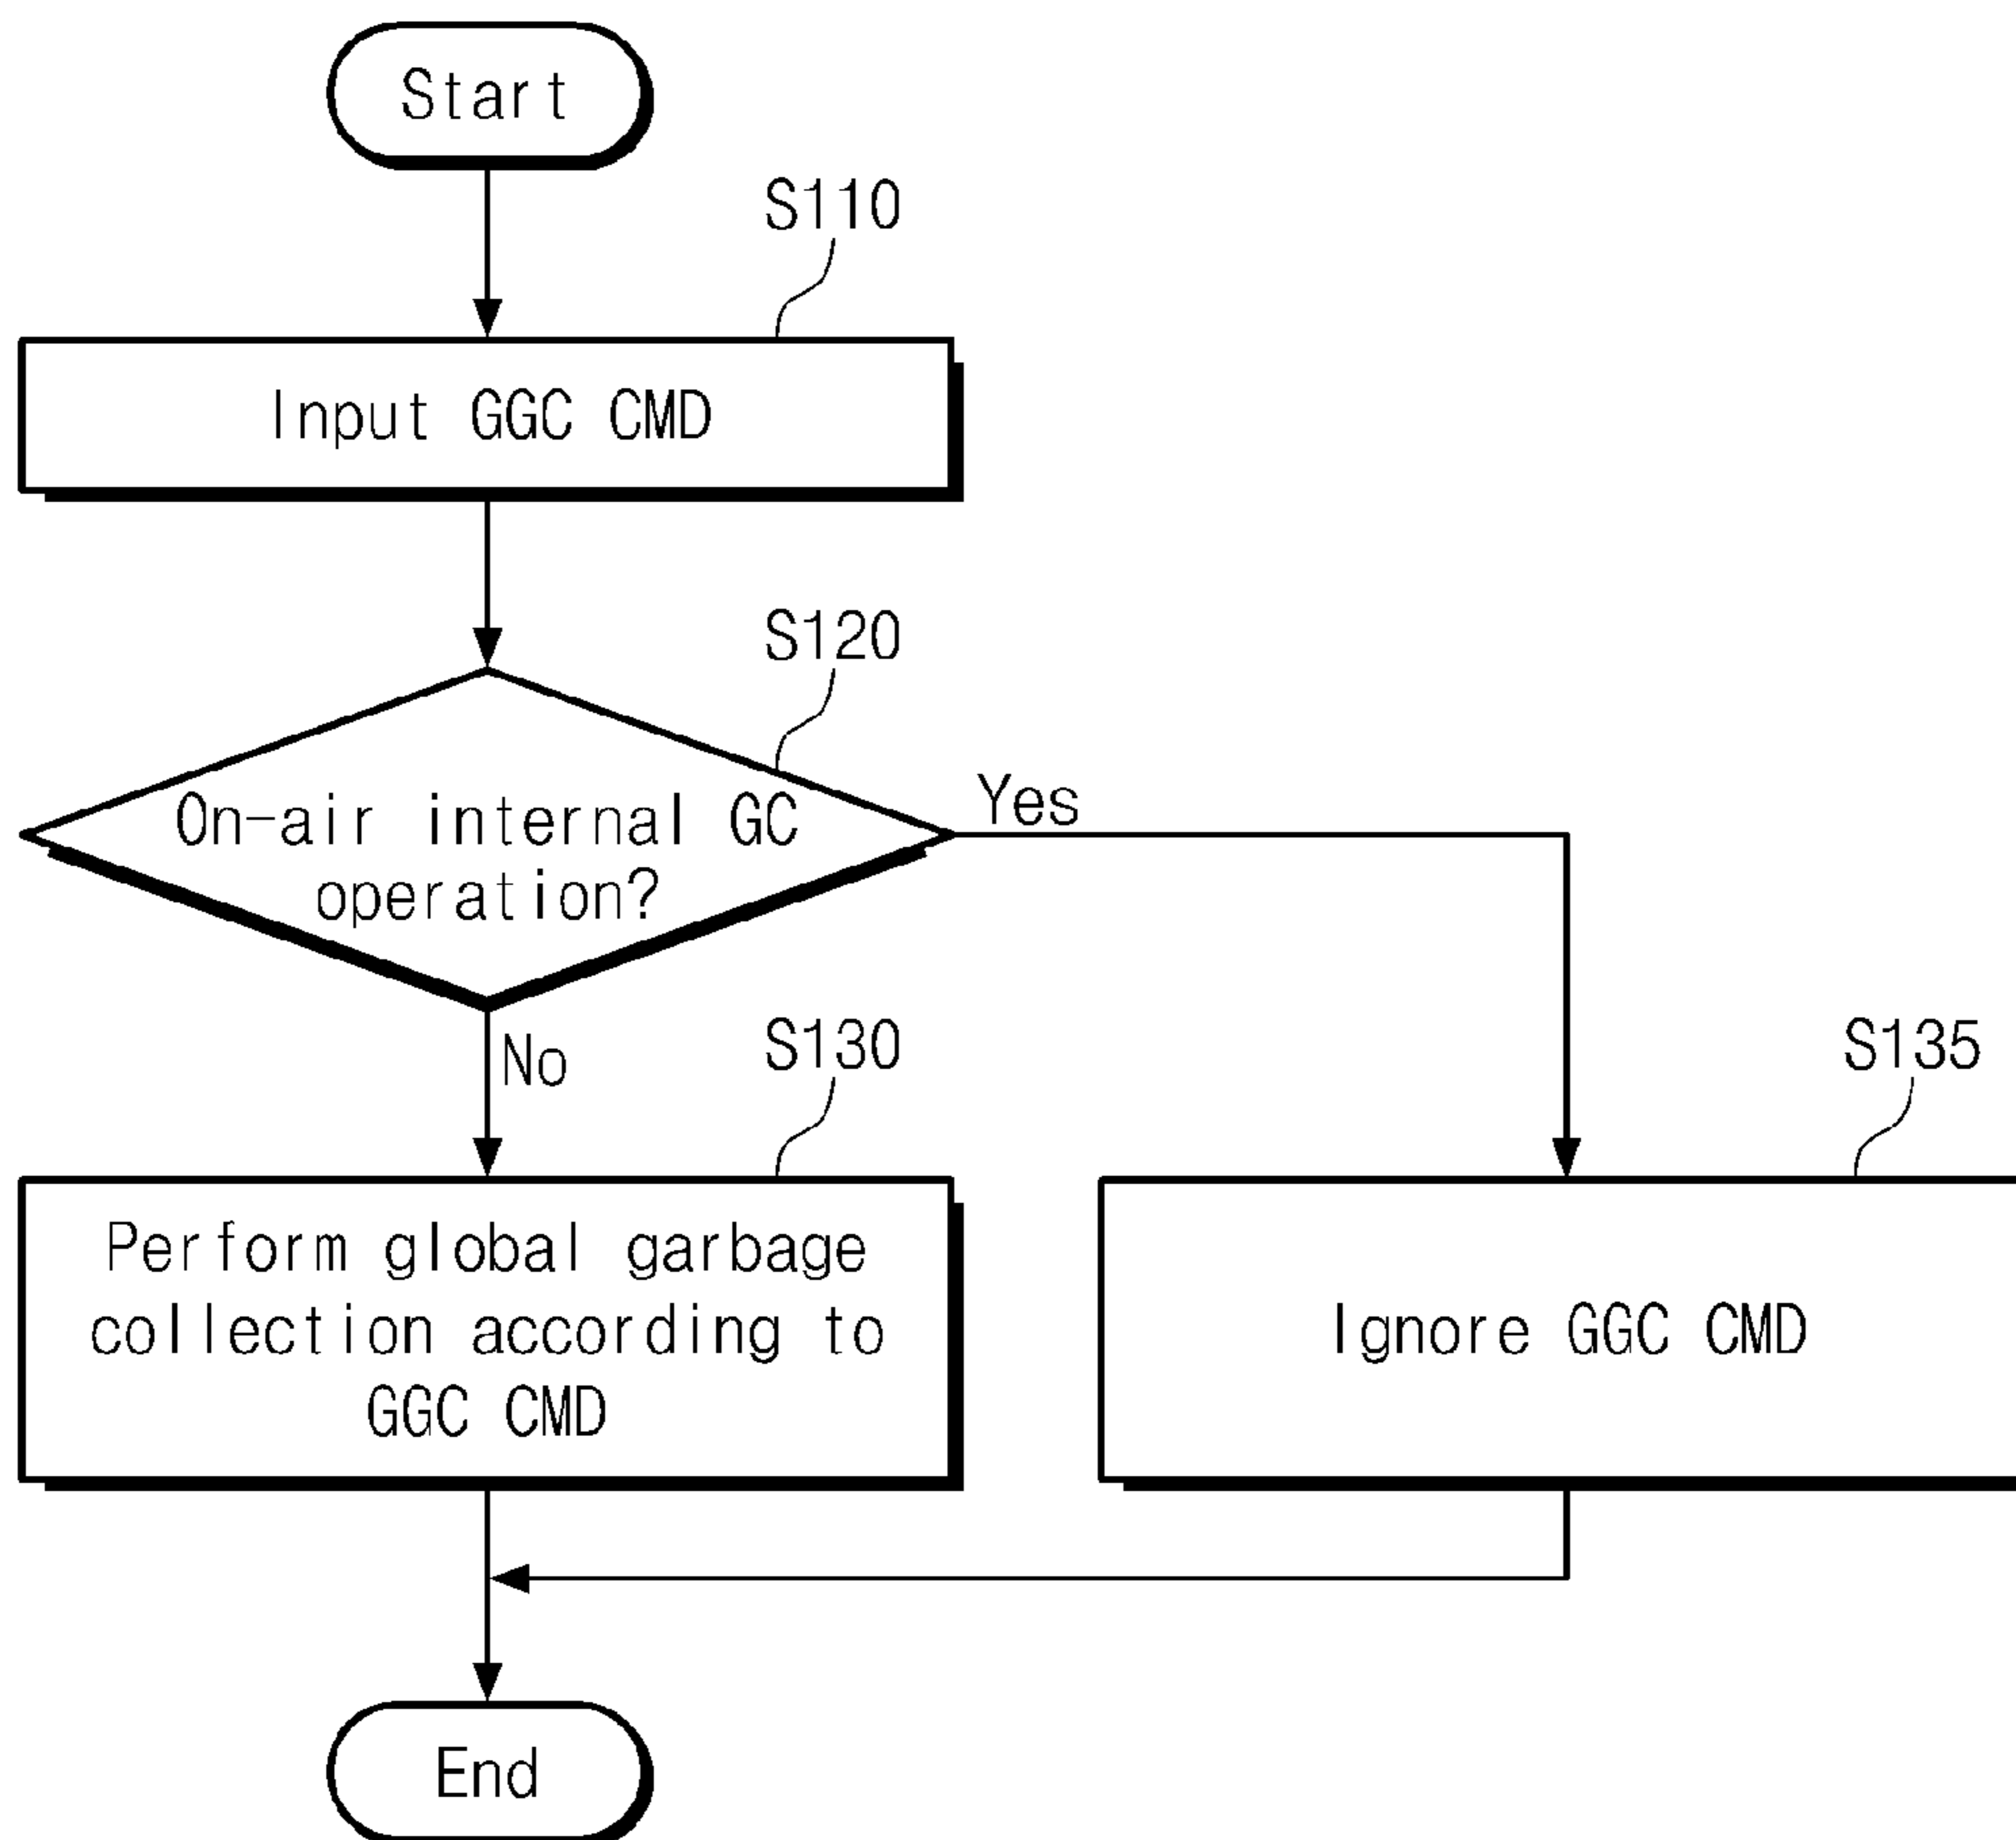 Start
S110
Input GGC CMD
S120
On-air internal GC
operation?
Yes
No
S130
S135
Perform global garbage
collection according to
GGC CMD
Ignore GGC CMD
End